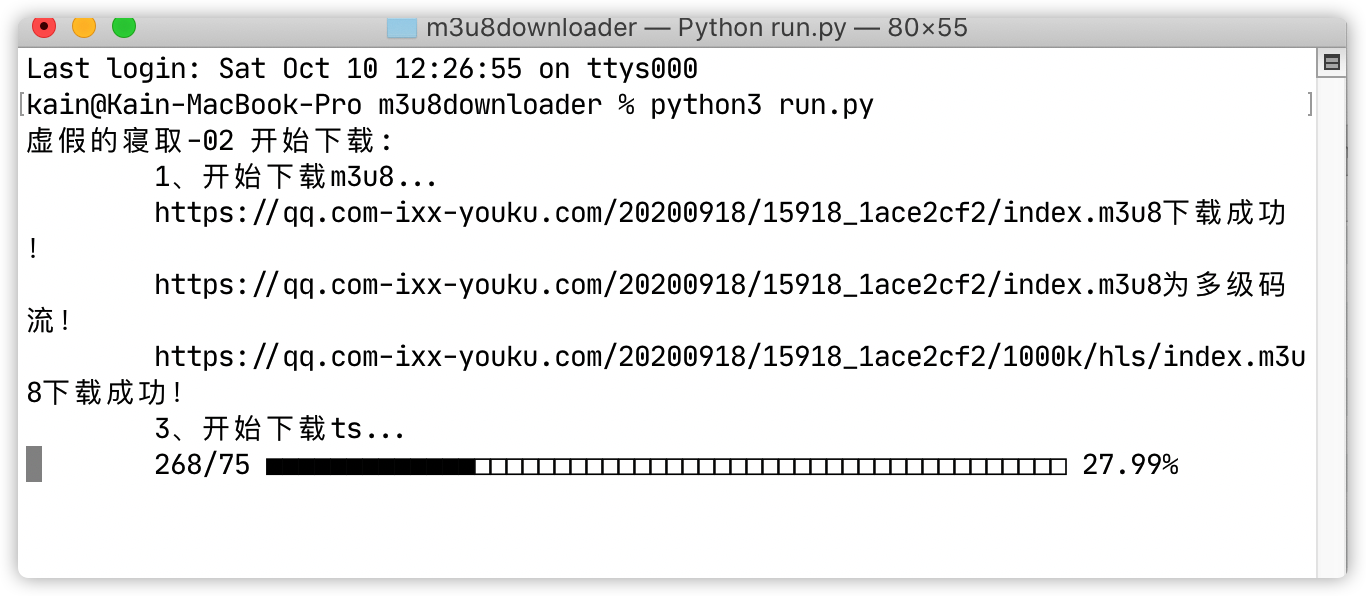 m3u8downloader — Python run.py — 80×55
Last login: Sat Oct 10 12:26:55 on ttys000
[kain@Kain-MacBook-Pro m3u8downloader % python3 run.py ]
虚假的寝取-02 开始下载:
1、开始下载m3u8...
https://qq.com-ixx-youku.com/20200918/15918_1ace2cf2/index.m3u8下载成功
!
https://qq.com-ixx-youku.com/20200918/15918_1ace2cf2/index.m3u8为多级码
流!
https://qq.com-ixx-youku.com/20200918/15918_1ace2cf2/1000k/hls/index.m3u
8下载成功!
3、开始下载ts...
268/75 27.99%